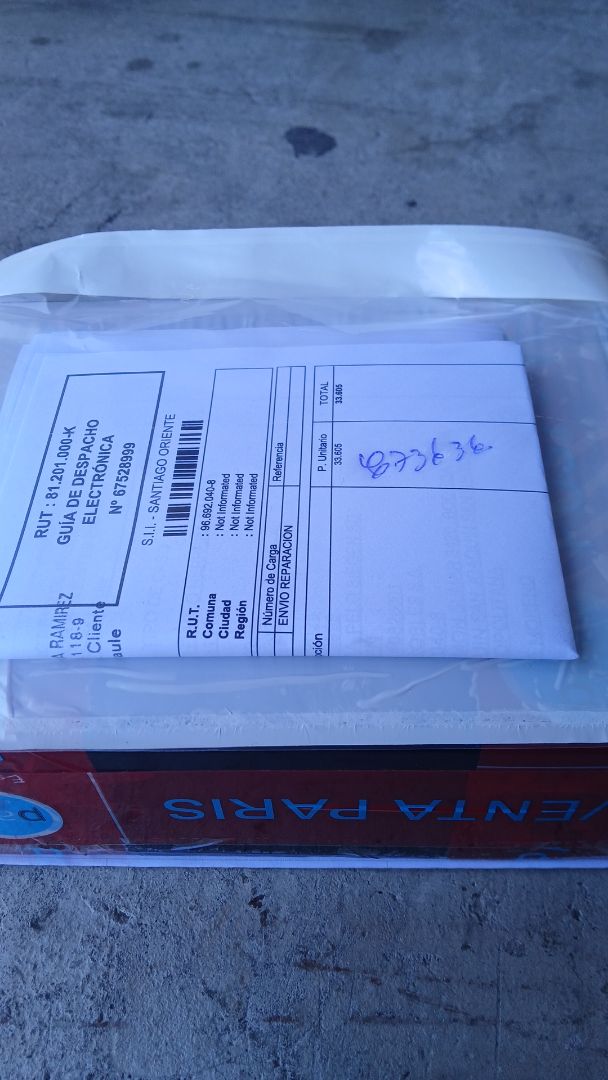 RUT : 81.201.000-K
GUÍA DE DESPACHO
ELECTRÓNICA
Nº 67528999
S.I.I. - SANTIAGO ORIENTE
A RAMIREZ
118-9
Cliente
aule
R.U.T. : 96.692.040-8
Comuna : Not Informated
Ciudad : Not Informated
Región : Not Informated
Número de Carga Referencia
ENVIO REPARACION
ción P. Unitario TOTAL
33.605 33.605
873636
VENTA PARIS